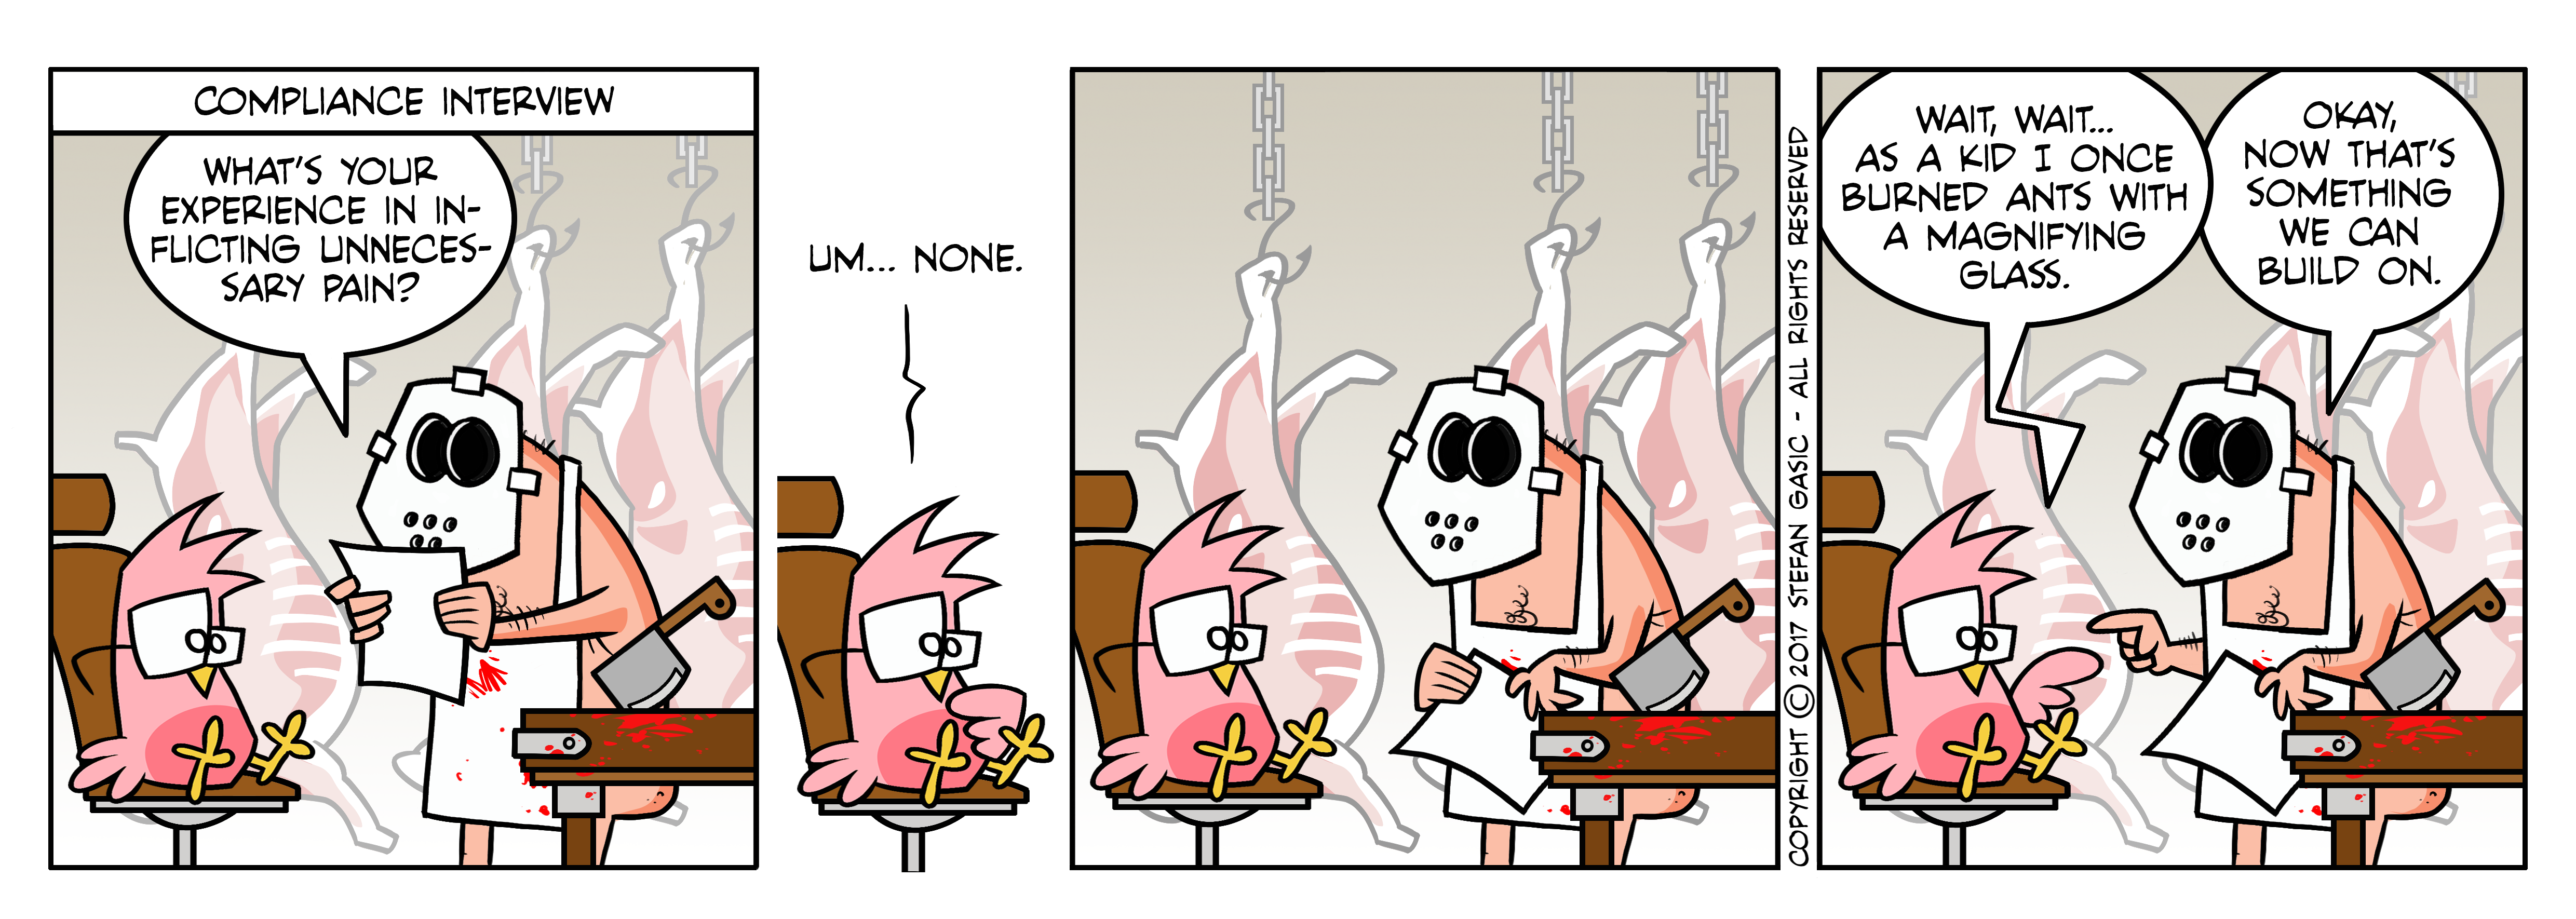 COMPLIANCE INTERVIEW
WHAT'S YOUR
EXPERIENCE IN IN-
FLICTING UNNECES-
SARY PAIN?
UM... NONE.
COPYRIGHT © 2017 STEFAN GASIC - ALL RIGHTS RESERVED
WAIT, WAIT...
AS A KID I ONCE
BURNED ANTS WITH
A MAGNIFYING
GLASS.
OKAY,
NOW THAT'S
SOMETHING
WE CAN
BUILD ON.